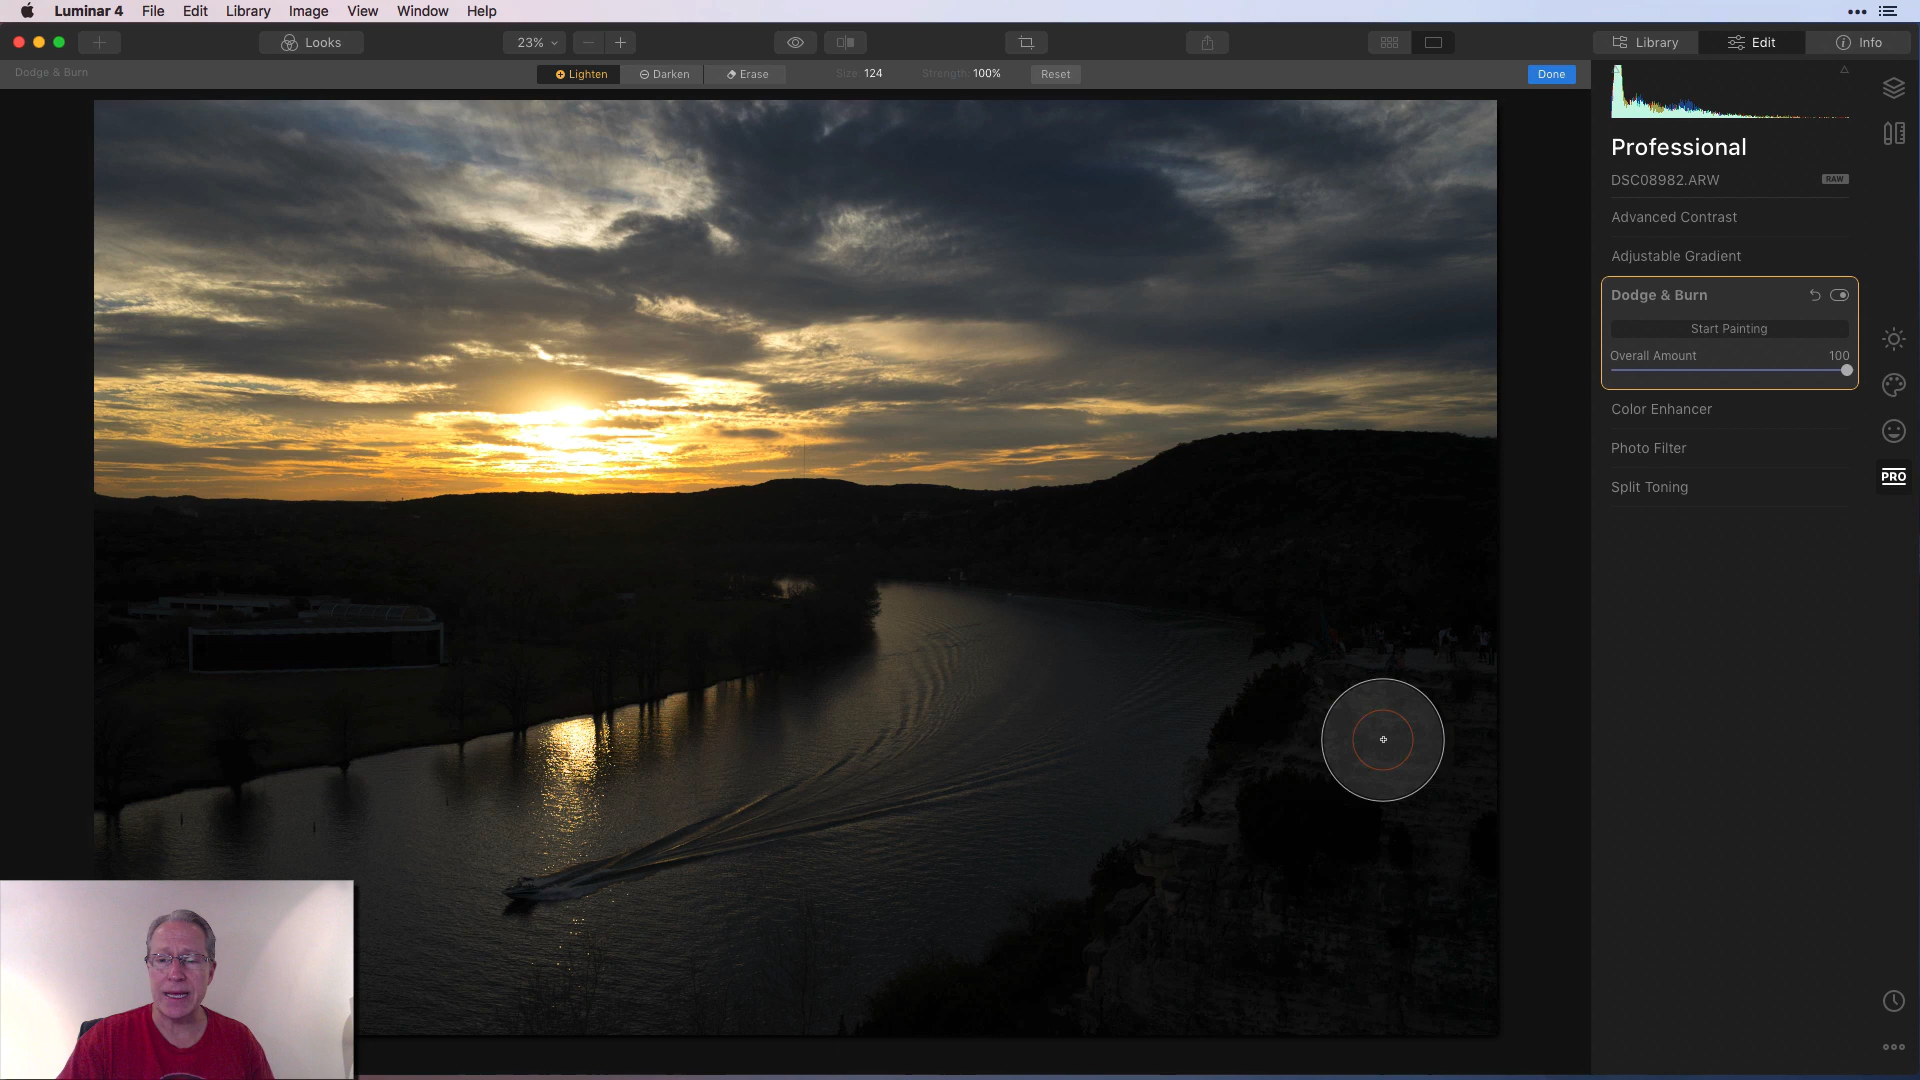 Luminar 4 File Edit Library Image View Window Help
Looks 23% Library Edit Info
Dodge & Burn Lighten Darken Erase Size: 124 Strength: 100% Reset Done
Professional
DSC08982.ARW RAW
Advanced Contrast
Adjustable Gradient
Dodge & Burn
Start Painting
Overall Amount 100
Color Enhancer
Photo Filter
PRO
Split Toning